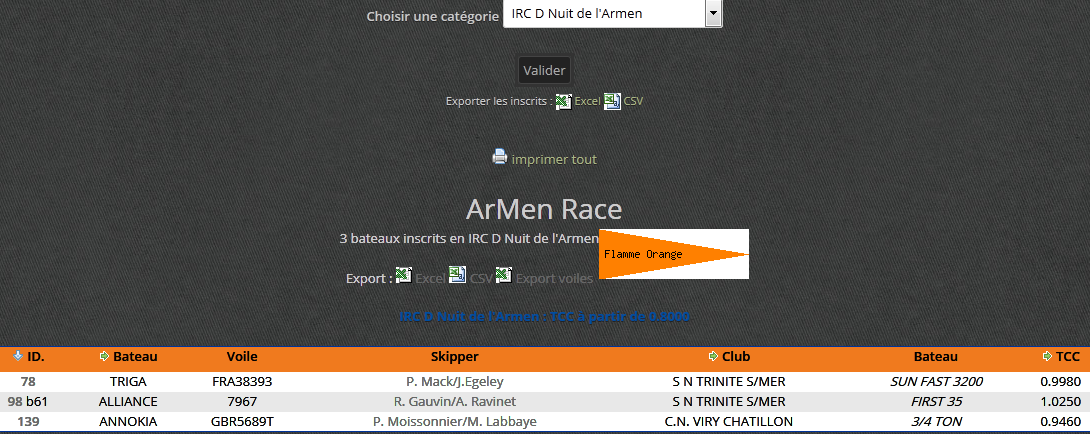 Choisir une catégorie IRC D Nuit de l'Armen
Valider
Exporter les inscrits : Excel CSV
imprimer tout
ArMen Race
3 bateaux inscrits en IRC D Nuit de l'Armen
Flamme Orange
Export : Excel CSV Export voiles
IRC D Nuit de l'Armen : TCC à partir de 0.8000
ID. Bateau Voile Skipper Club Bateau TCC
78 TRIGA FRA38393 P. Mack/J.Egeley S N TRINITE S/MER SUN FAST 3200 0.9980
98 b61 ALLIANCE 7967 R. Gauvin/A. Ravinet S N TRINITE S/MER FIRST 35 1.0250
139 ANNOKIA GBR5689T P. Moissonnier/M. Labbaye C.N. VIRY CHATILLON 3/4 TON 0.9460